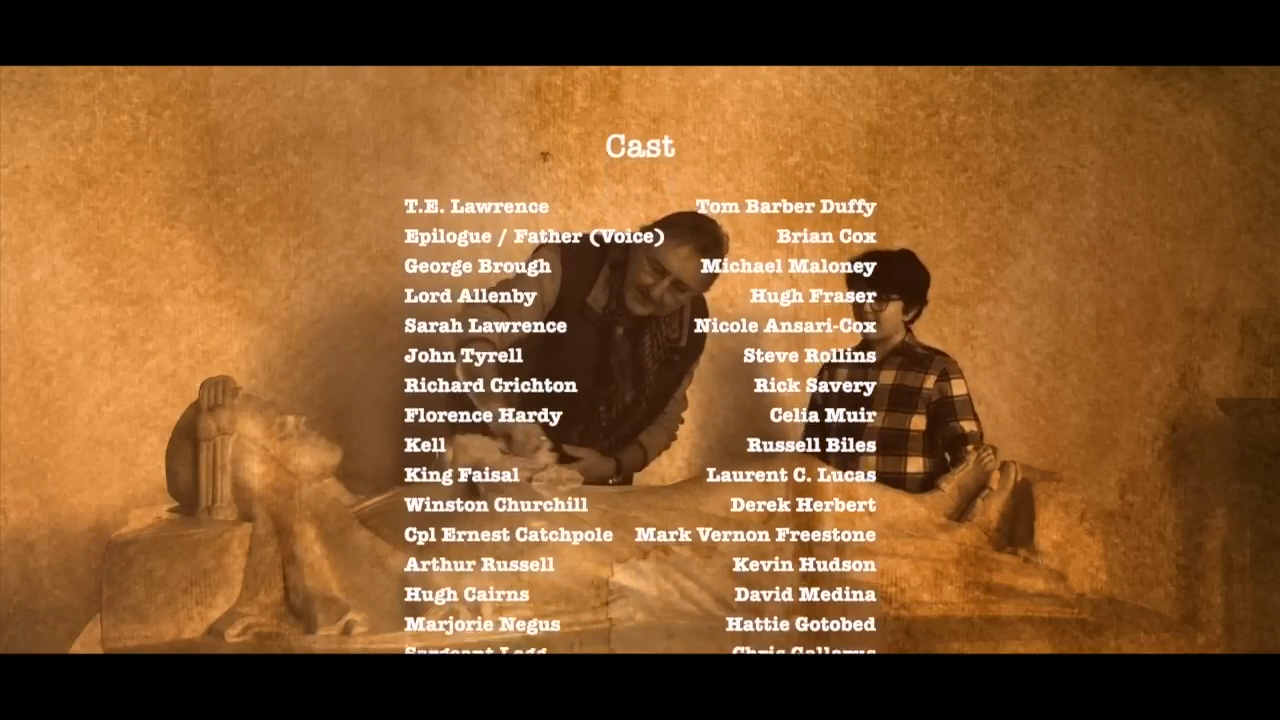 Cast
T.E. Lawrence Tom Barber Duffy
Epilogue / Father (Voice) Brian Cox
George Brough Michael Maloney
Lord Allenby Hugh Fraser
Sarah Lawrence Nicole Ansari-Cox
John Tyrell Steve Rollins
Richard Crichton Rick Savery
Florence Hardy Celia Muir
Kell Russell Biles
King Faisal Laurent C. Lucas
Winston Churchill Derek Herbert
Cpl Ernest Catchpole Mark Vernon Freestone
Arthur Russell Kevin Hudson
Hugh Cairns David Medina
Marjorie Negus Hattie Gotobed
Sergeant Chris